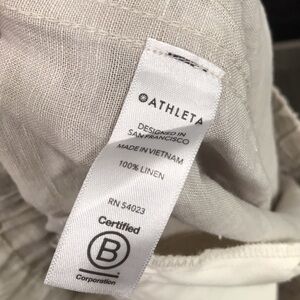 ATHLETA
DESIGNED IN
SAN FRANCISCO
MADE IN VIETNAM
100% LINEN
RN 54023
Certified
B
Corporation